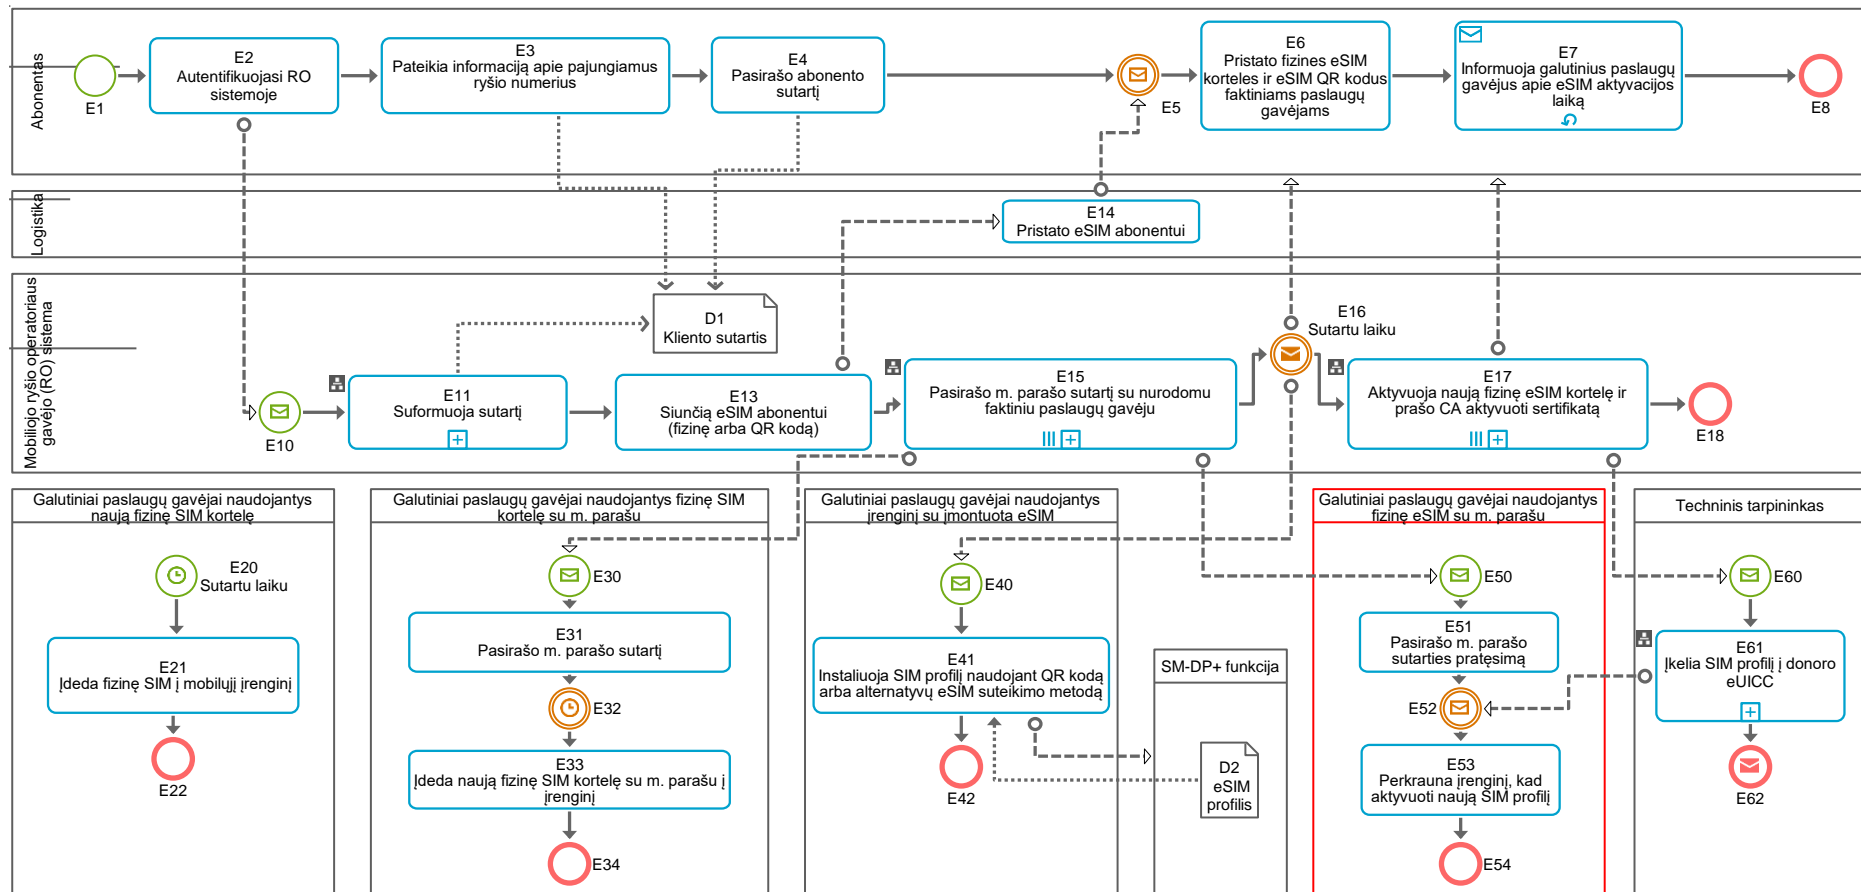 Abonentas
E1
E2
Autentifikuojasi RO
sistemoje
E3
Pateikia informaciją apie pajungiamus
ryšio numerius
E4
Pasirašo abonento
sutartį
E5
E6
Pristato fizines eSIM
korteles ir eSIM QR kodus
faktiniams paslaugų
gavėjams
E7
Informuoja galutinius paslaugų
gavėjus apie eSIM aktyvacijos
laiką
E8
Logistika
E14
Pristato eSIM abonentui
Mobiliojo ryšio operatoriaus
gavėjo (RO) sistema
D1
Kliento sutartis
E10
E11
Suformuoja sutartį
E13
Siunčią eSIM abonentui
(fizinę arba QR kodą)
E15
Pasirašo m. parašo sutartį su nurodomu
faktiniu paslaugų gavėju
E16
Sutartu laiku
E17
Aktyvuoja naują fizinę eSIM kortelę ir
prašo CA aktyvuoti sertifikatą
E18
Galutiniai paslaugų gavėjai naudojantys
naują fizinę SIM kortelę
E20
Sutartu laiku
E21
Įdeda fizinę SIM į mobilųjį įrenginį
E22
Galutiniai paslaugų gavėjai naudojantys fizinę SIM
kortelę su m. parašu
E30
E31
Pasirašo m. parašo sutartį
E32
E33
Įdeda naują fizinę SIM kortelę su m. parašu į
įrenginį
E34
Galutiniai paslaugų gavėjai naudojantys
įrenginį su įmontuota eSIM
E40
E41
Instaliuoja SIM profilį naudojant QR kodą
arba alternatyvų eSIM suteikimo metodą
E42
SM-DP+ funkcija
D2
eSIM
profilis
Galutiniai paslaugų gavėjai naudojantys
fizinę eSIM su m. parašu
E50
E51
Pasirašo m. parašo
sutarties pratęsimą
E52
E53
Perkrauna įrenginį, kad
aktyvuoti naują SIM profilį
E54
Techninis tarpininkas
E60
E61
Įkelia SIM profilį į donoro
eUICC
E62